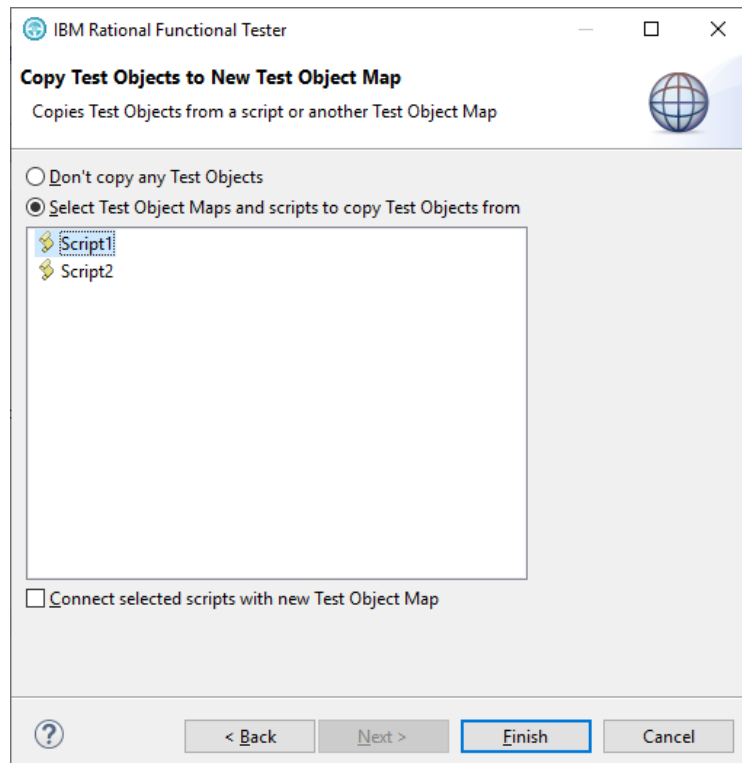 IBM Rational Functional Tester
Copy Test Objects to New Test Object Map
Copies Test Objects from a script or another Test Object Map
Don't copy any Test Objects
Select Test Object Maps and scripts to copy Test Objects from
Script1
Script2
Connect selected scripts with new Test Object Map
? < Back Next > Finish Cancel